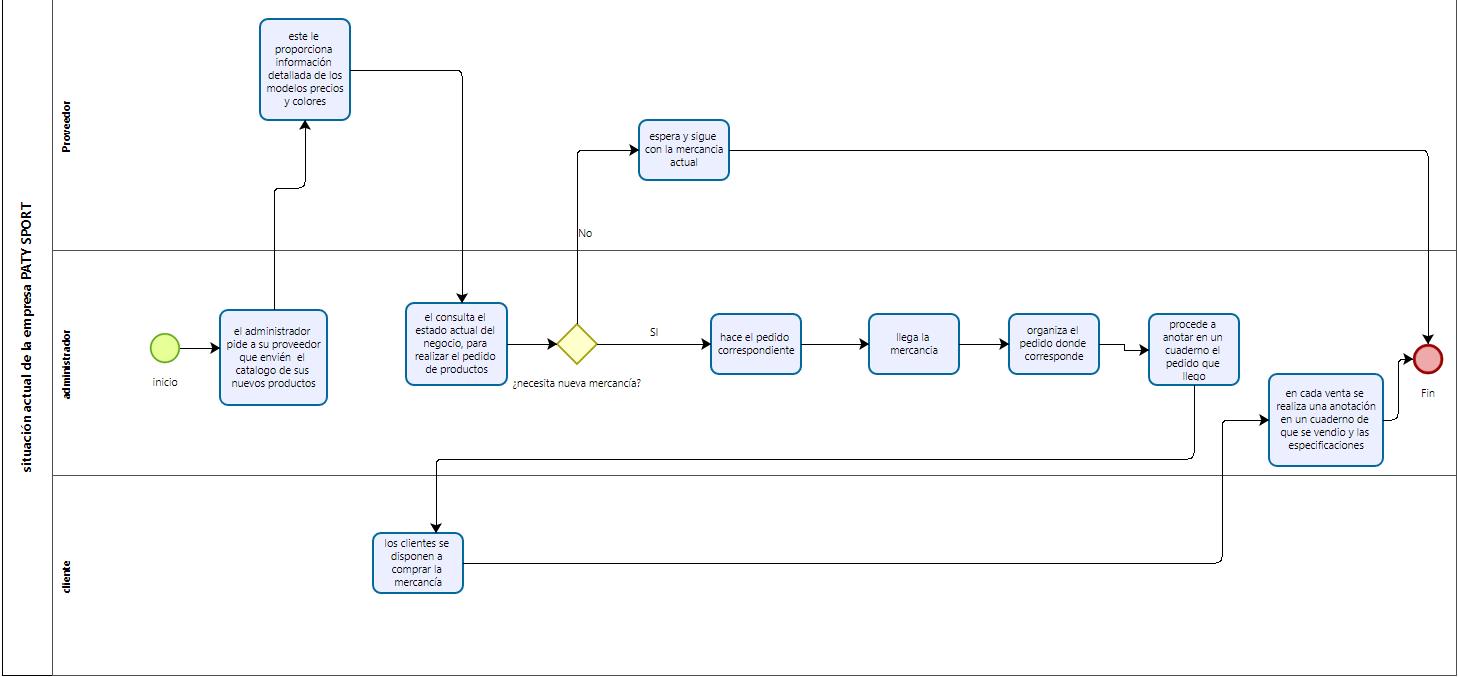 situación actual de la empresa PATY SPORT
Proveedor
este le
proporciona
información
detallada de los
modelos precios
y colores
espera y sigue
con la mercancia
actual
No
administrador
inicio
el administrador
pide a su proveedor
que envién el
catalogo de sus
nuevos productos
el consulta el
estado actual del
negocio, para
realizar el pedido
de productos
¿necesita nueva mercancía?
SI
hace el pedido
correspondiente
llega la
mercancia
organiza el
pedido donde
corresponde
procede a
anotar en un
cuaderno el
pedido que
llego
en cada venta se
realiza una anotación
en un cuaderno de
que se vendio y las
especificaciones
Fin
cliente
los clientes se
disponen a
comprar la
mercancía